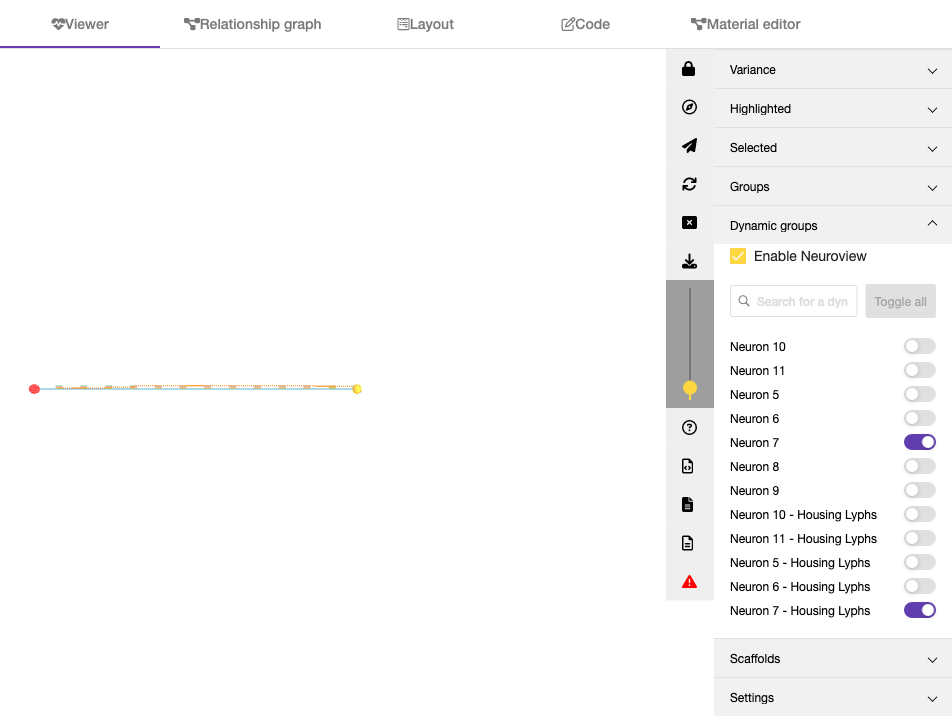 Viewer
Relationship graph
Layout
Code
Material editor
Variance
Highlighted
Selected
Groups
Dynamic groups
Enable Neuroview
Search for a dyn
Toggle all
Neuron 10
Neuron 11
Neuron 5
Neuron 6
Neuron 7
Neuron 8
Neuron 9
Neuron 10 - Housing Lyphs
Neuron 11 - Housing Lyphs
Neuron 5 - Housing Lyphs
Neuron 6 - Housing Lyphs
Neuron 7 - Housing Lyphs
Scaffolds
Settings